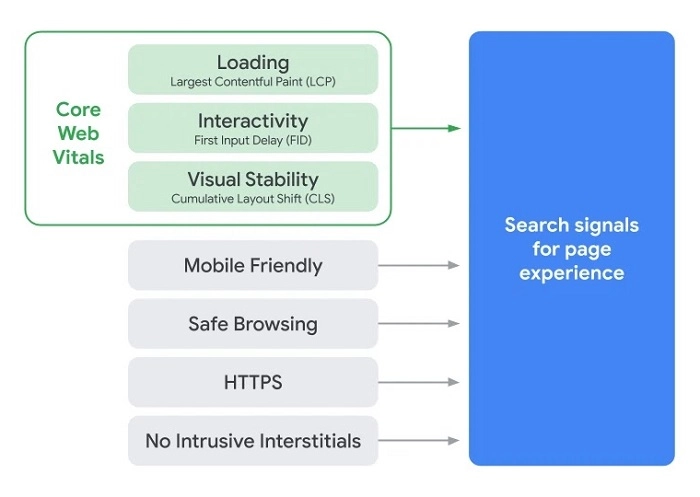 Core
Web
Vitals
Loading
Largest Contentful Paint (LCP)
Interactivity
First Input Delay (FID)
Visual Stability
Cumulative Layout Shift (CLS)
Mobile Friendly
Safe Browsing
HTTPS
No Intrusive Interstitials
Search signals
for page
experience